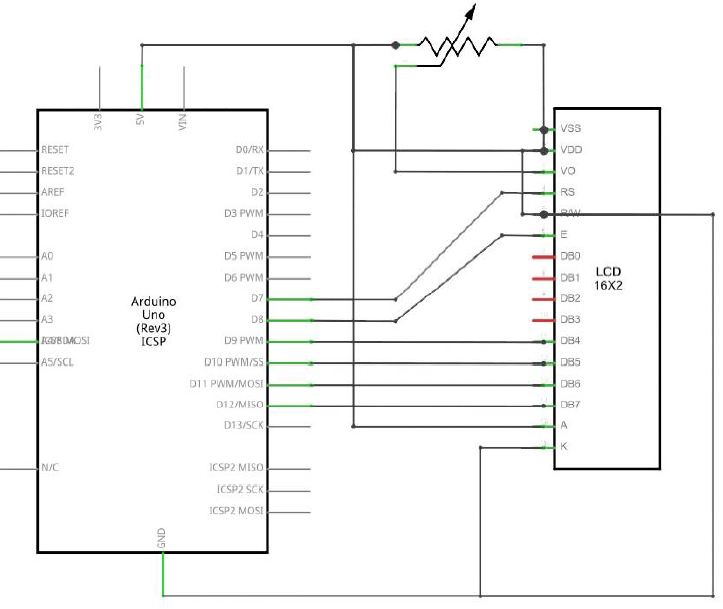 3V3
5V
VIN
RESET
RESET2
AREF
IOREF
A0
A1
A2
A3
A5/SCL
N/C
D0/RX
D1/TX
D2
D3 PWM
D4
D5 PWM
D6 PWM
D7
D8
D9 PWM
D10 PWM/SS
D11 PWM/MOSI
D12/MISO
D13/SCK
ICSP2 MISO
ICSP2 SCK
ICSP2 MOSI
GND
Arduino
Uno
(Rev3)
ICSP
VSS
VDD
VO
RS
R/W
E
DB0
DB1
DB2
DB3
DB4
DB5
DB6
DB7
A
K
LCD
16X2